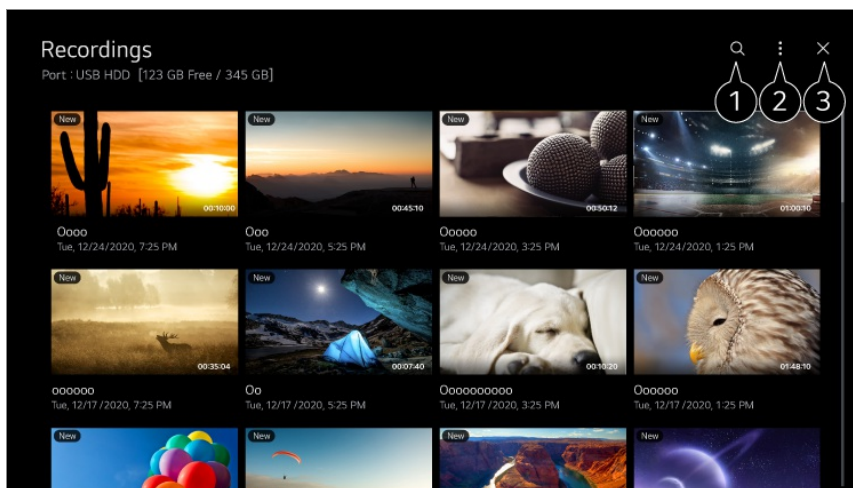 Recordings
Port : USB HDD [123 GB Free / 345 GB]
1 2 3
New New New New
00:10:00 00:45:10 00:50:12 01:00:10
Oooo Ooo Ooooo Oooooo
Tue, 12/24/2020, 7:25 PM Tue, 12/24/2020, 5:25 PM Tue, 12/24/2020, 3:25 PM Tue, 12/24/2020, 1:25 PM
New New New New
00:35:04 00:07:40 00:10:20 01:48:10
oooooo Oo Oooooooooo Oooooo
Tue, 12/17 /2020, 7:25 PM Tue, 12/17 /2020, 5:25 PM Tue, 12/17 /2020, 3:25 PM Tue, 12/17 /2020, 1:25 PM
New New New New